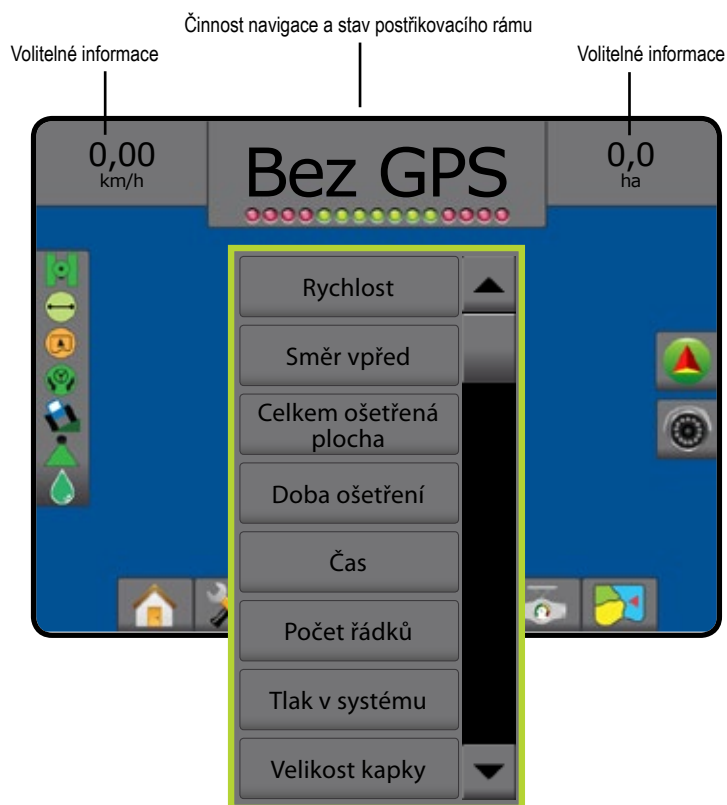 Činnost navigace a stav postřikovacího rámu
Volitelné informace
Volitelné informace
0,00
km/h
Bez GPS
0,0
ha
Rychlost
Směr vpřed
Celkem ošetřená
plocha
Doba ošetření
Čas
Počet řádků
Tlak v systému
Velikost kapky